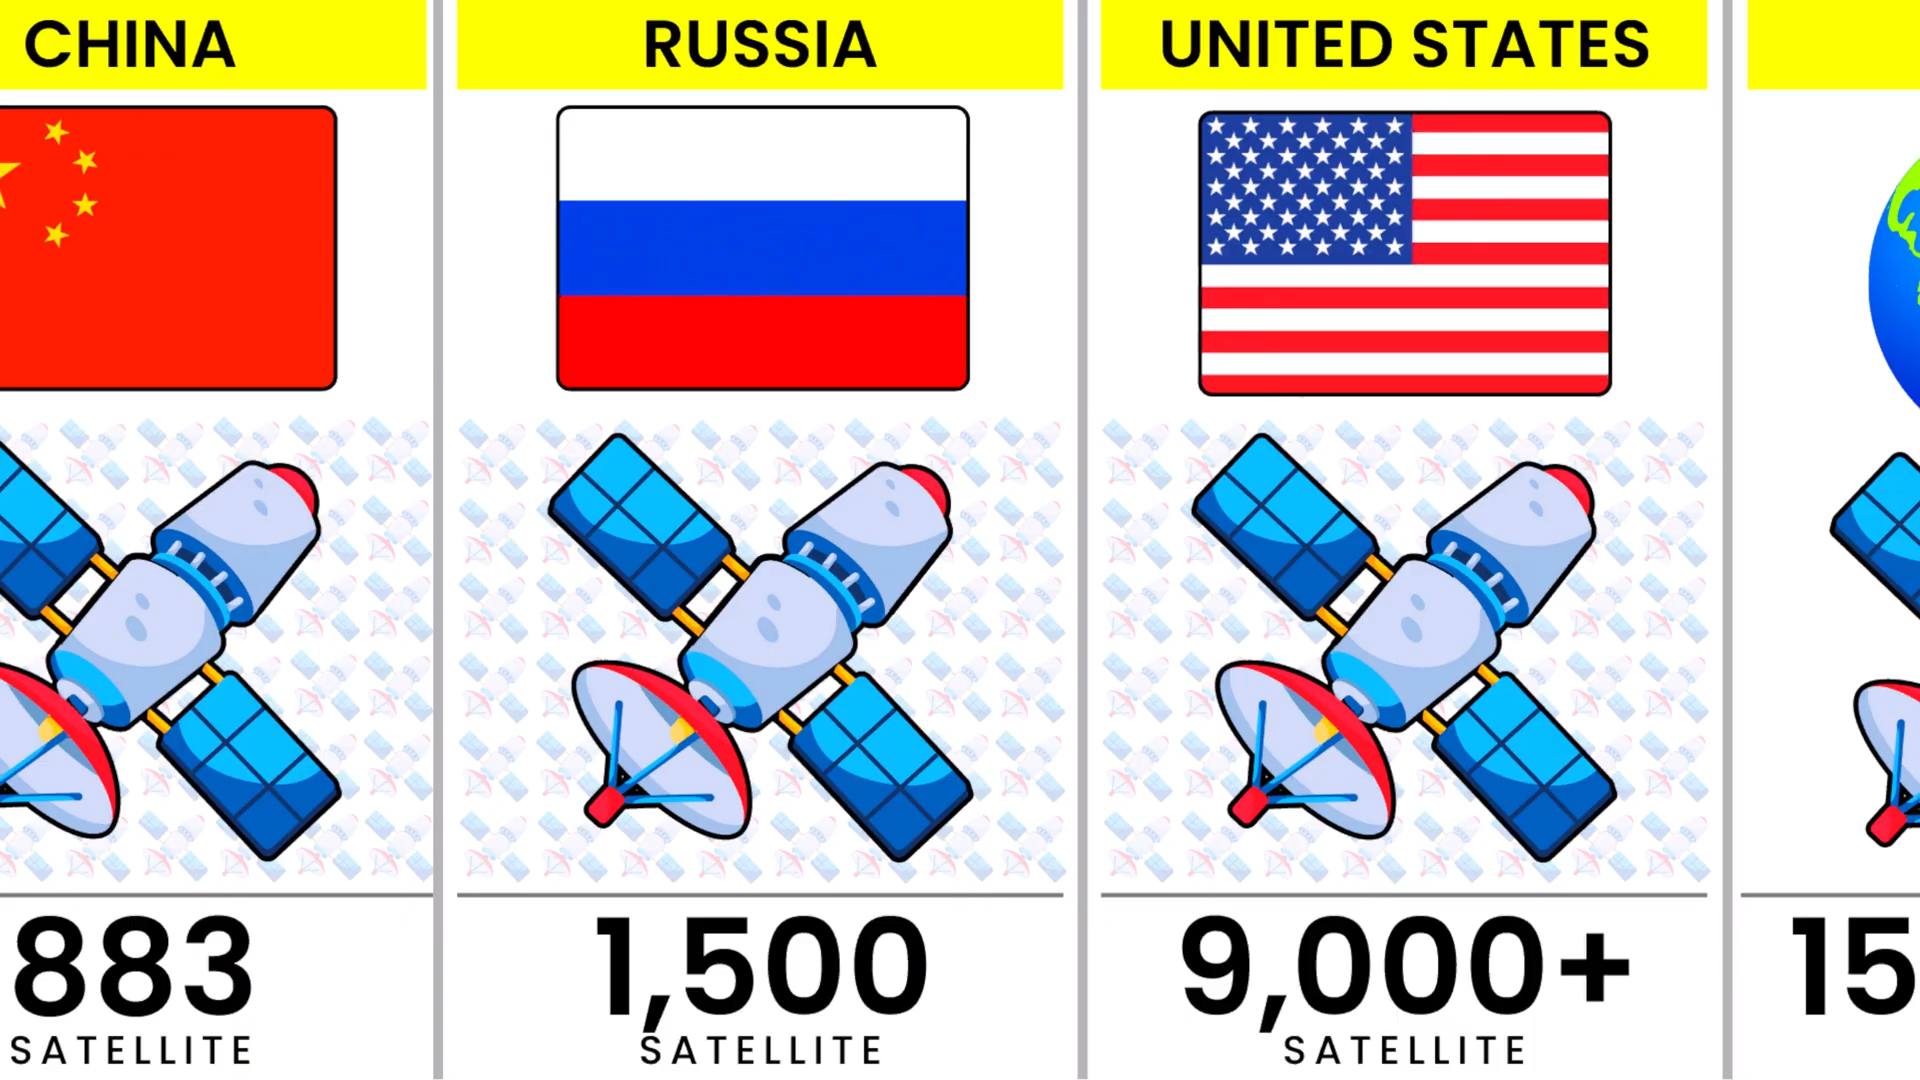 CHINA
RUSSIA
UNITED STATES
883
SATELLITE
1,500
SATELLITE
9,000+
SATELLITE
15